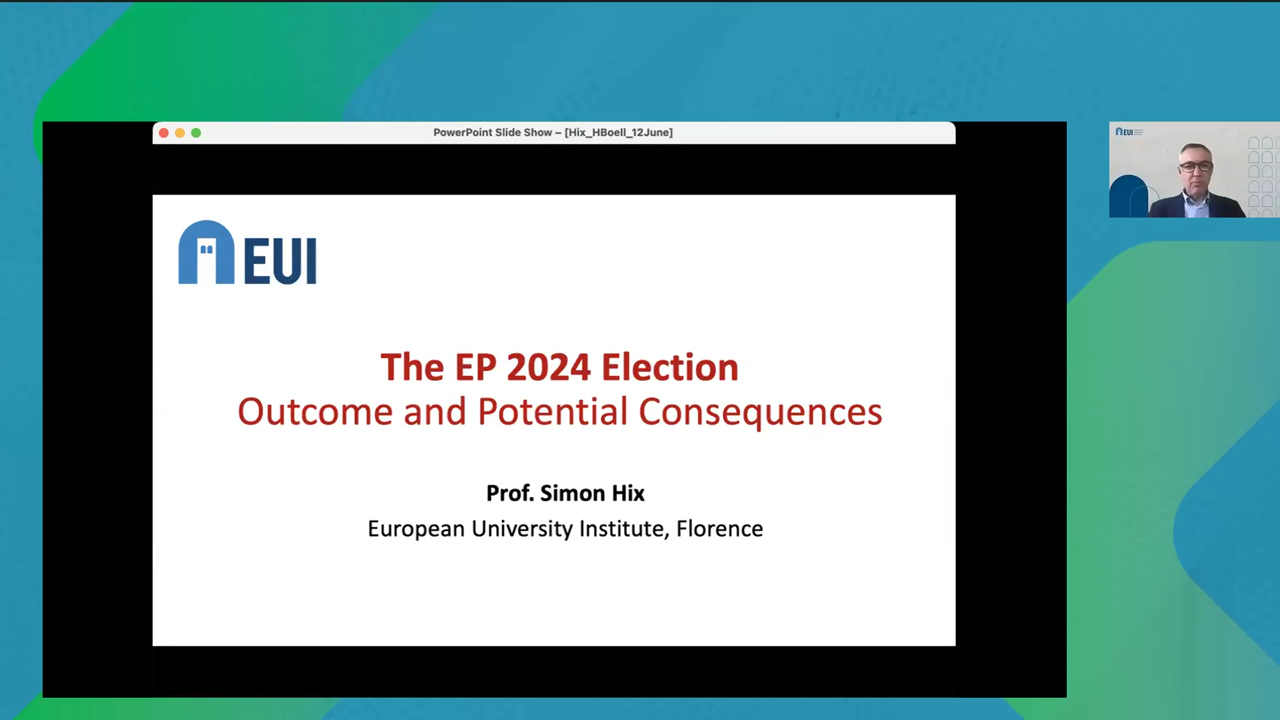 PowerPoint Slide Show – [Hix_HBoell_12June]
EUI
EUI
The EP 2024 Election
Outcome and Potential Consequences
Prof. Simon Hix
European University Institute, Florence